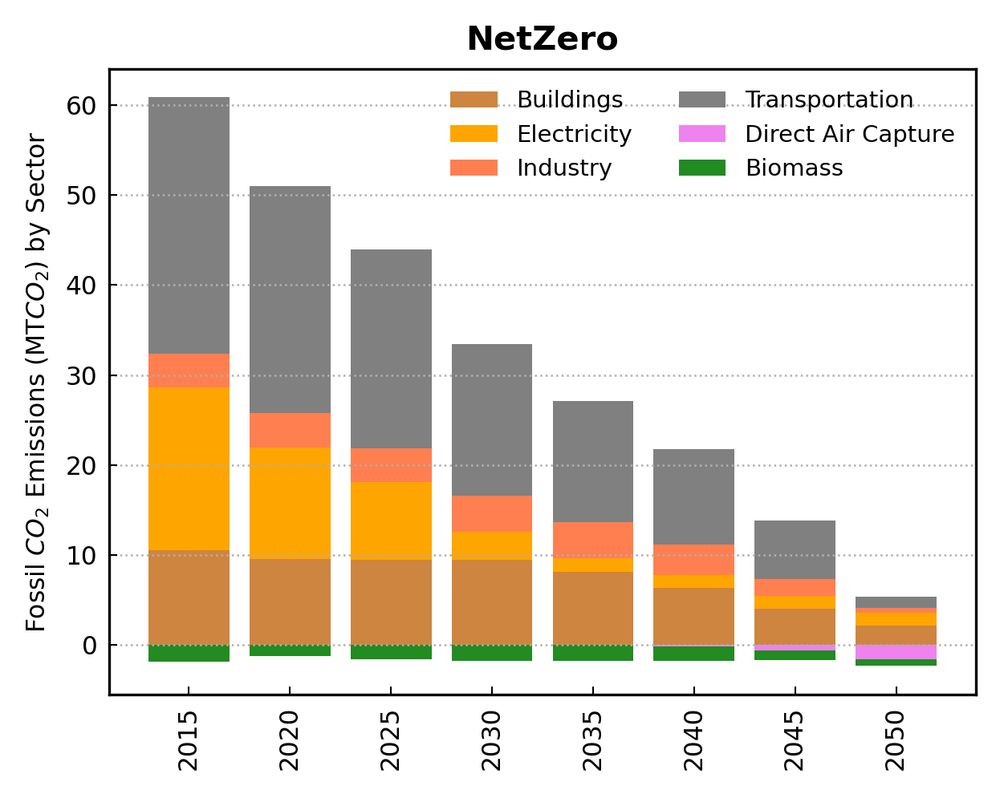 NetZero
Fossil CO₂ Emissions (MTCO₂) by Sector
60
50
40
30
20
10
0
Buildings
Electricity
Industry
Transportation
Direct Air Capture
Biomass
2015
2020
2025
2030
2035
2040
2045
2050